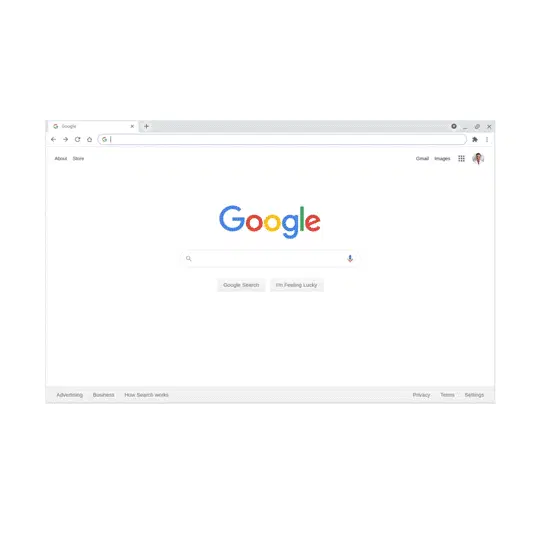 Google
About Store Gmail Images
Google
Google Search I'm Feeling Lucky
Advertising Business How Search works Privacy Terms Settings